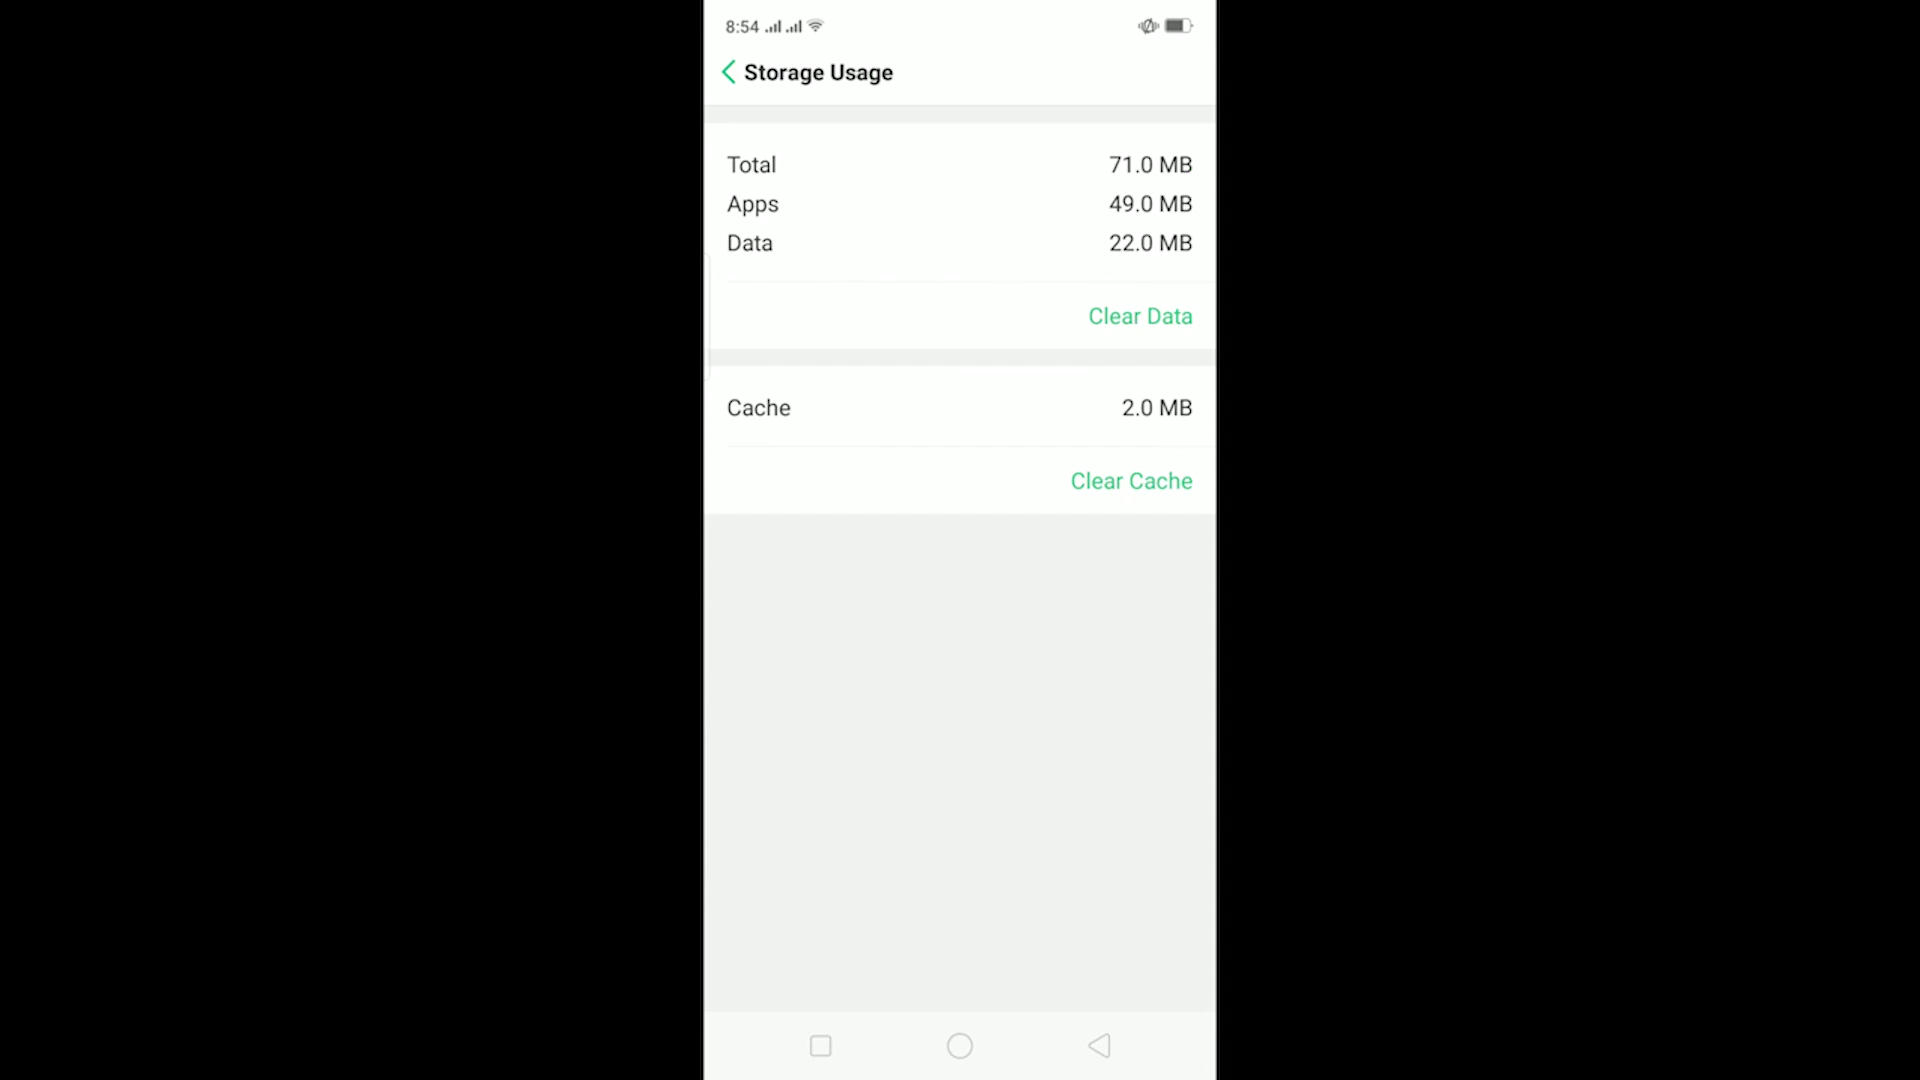 8:54
Storage Usage
Total 71.0 MB
Apps 49.0 MB
Data 22.0 MB
Clear Data
Cache 2.0 MB
Clear Cache